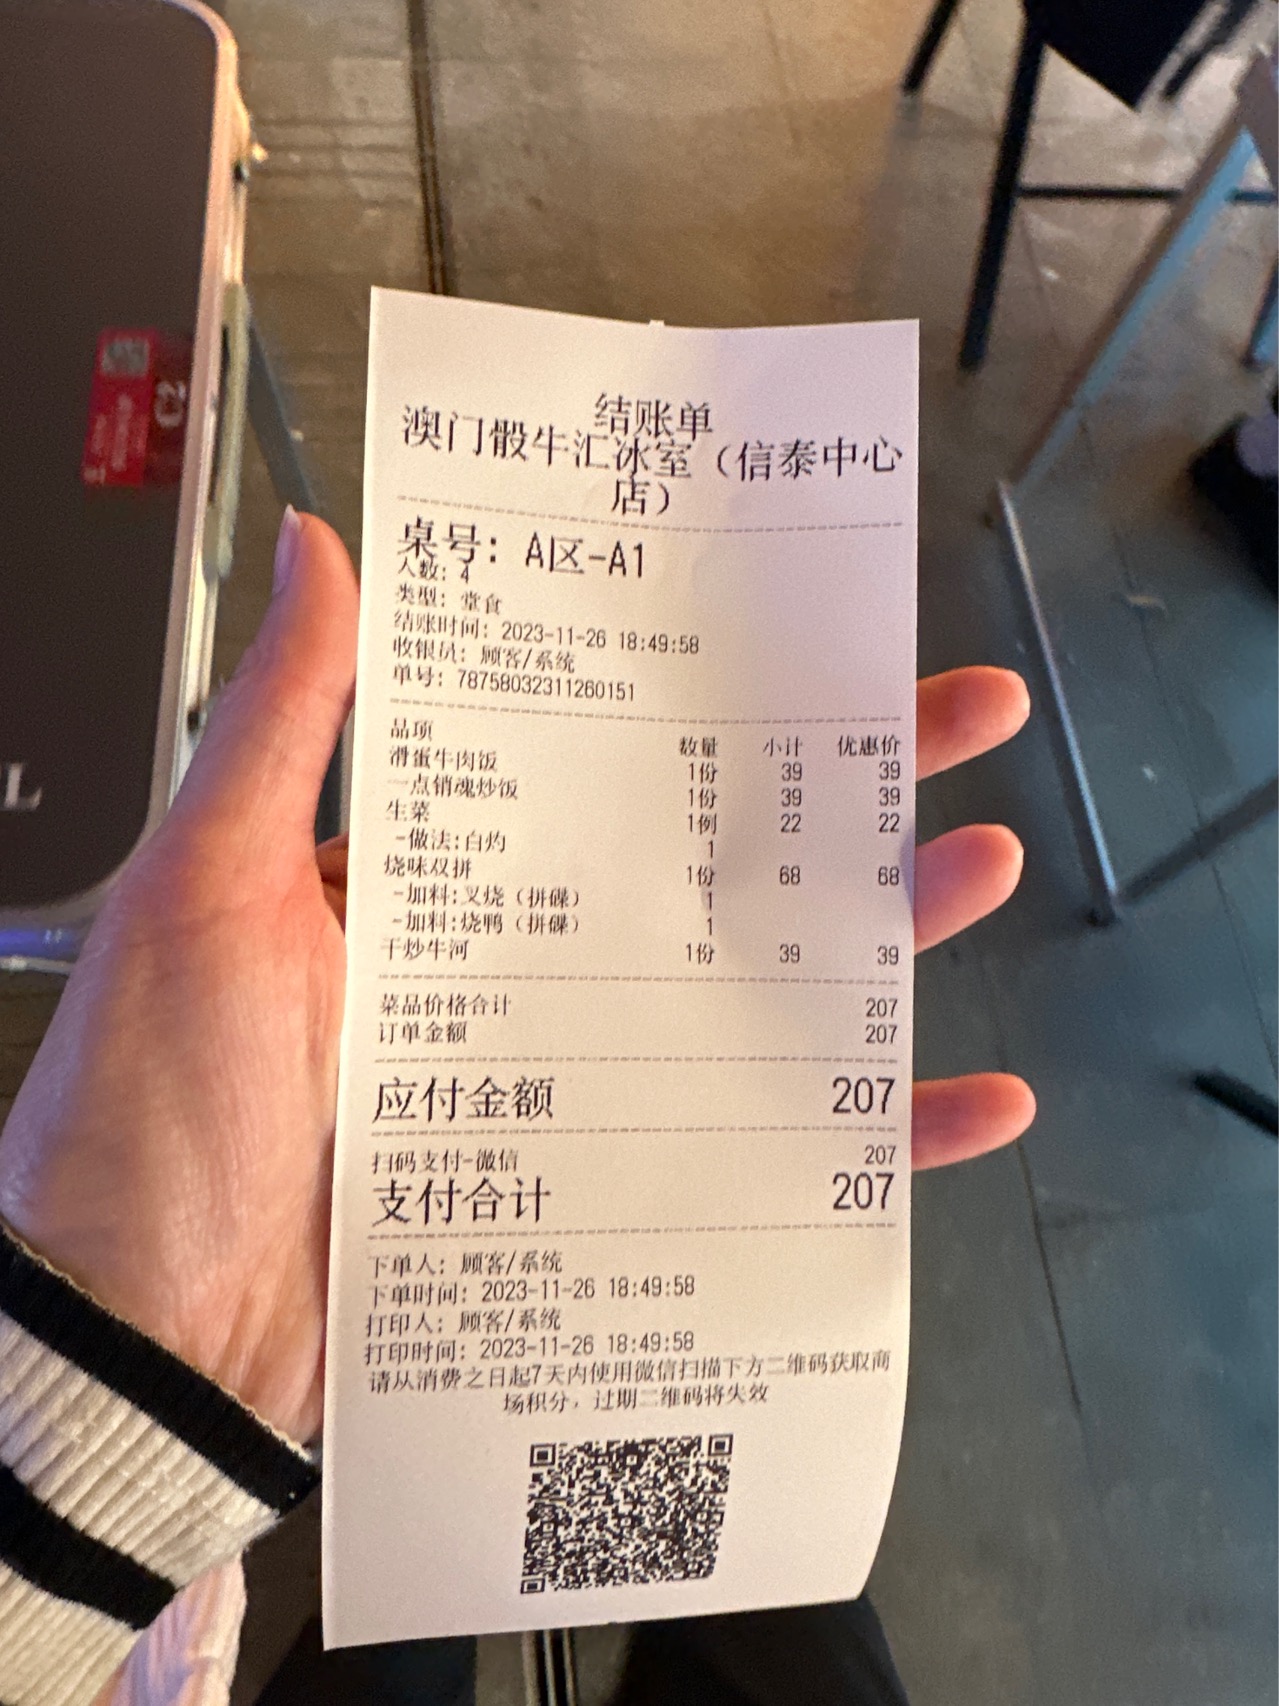 结账单
澳门骰牛汇冰室（信泰中心
店）
桌号：A区-A1
人数：4
类型：堂食
结账时间：2023-11-26 18:49:58
收银员：顾客/系统
单号：78758032311260151
品项 数量 小计 优惠价
滑蛋牛肉饭 1份 39 39
一点销魂炒饭 1份 39 39
生菜 1例 22 22
-做法:白灼 1
烧味双拼 1份 68 68
-加料:叉烧（拼碟） 1
-加料:烧鸭（拼碟） 1
干炒牛河 1份 39 39
菜品价格合计 207
订单金额 207
应付金额 207
扫码支付-微信 207
支付合计 207
下单人：顾客/系统
下单时间：2023-11-26 18:49:58
打印人：顾客/系统
打印时间：2023-11-26 18:49:58
请从消费之日起7天内使用微信扫描下方二维码获取商
场积分，过期二维码将失效